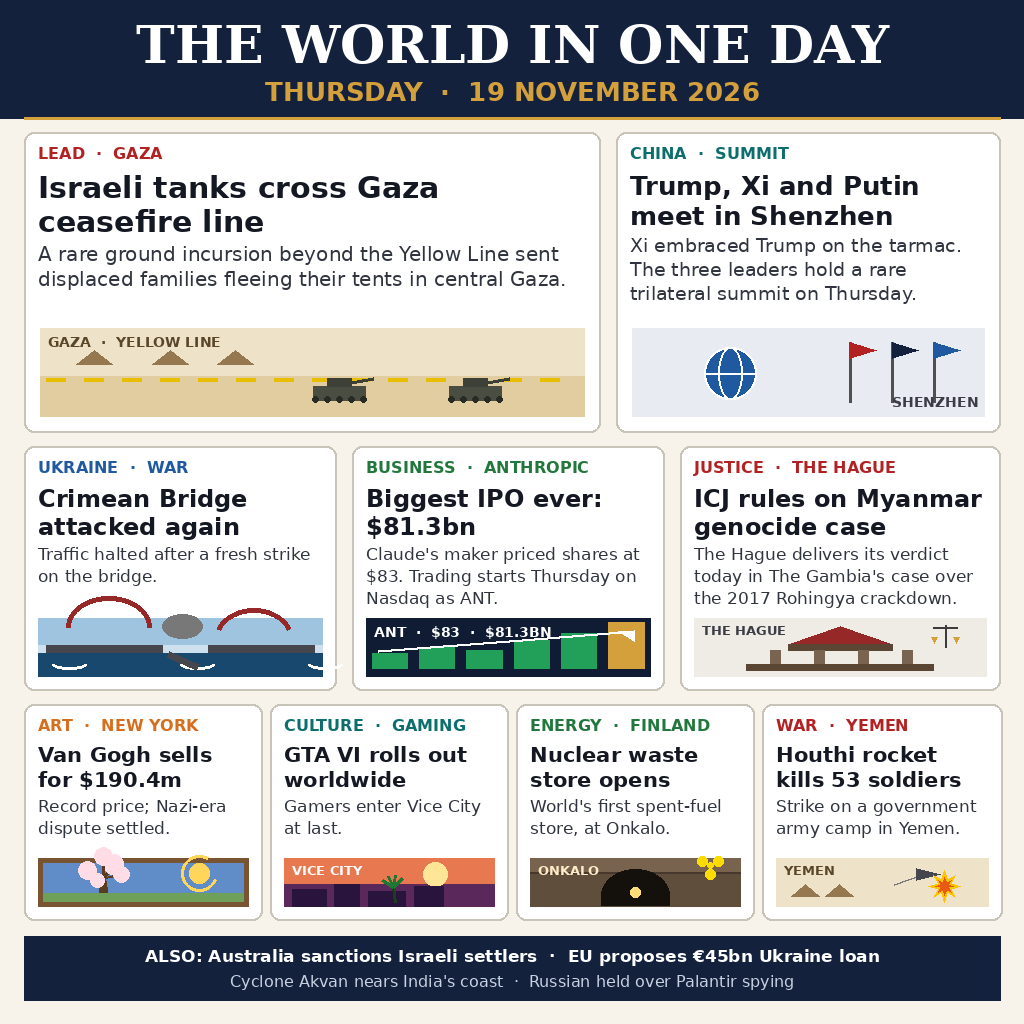 THE WORLD IN ONE DAY
THURSDAY · 19 NOVEMBER 2026
LEAD · GAZA
Israeli tanks cross Gaza
ceasefire line
A rare ground incursion beyond the Yellow Line sent
displaced families fleeing their tents in central Gaza.
GAZA · YELLOW LINE
CHINA · SUMMIT
Trump, Xi and Putin
meet in Shenzhen
Xi embraced Trump on the tarmac.
The three leaders hold a rare
trilateral summit on Thursday.
SHENZHEN
UKRAINE · WAR
Crimean Bridge
attacked again
Traffic halted after a fresh strike
on the bridge.
BUSINESS · ANTHROPIC
Biggest IPO ever:
$81.3bn
Claude's maker priced shares at
$83. Trading starts Thursday on
Nasdaq as ANT.
ANT · $83 · $81.3BN
JUSTICE · THE HAGUE
ICJ rules on Myanmar
genocide case
The Hague delivers its verdict
today in The Gambia's case over
the 2017 Rohingya crackdown.
THE HAGUE
ART · NEW YORK
Van Gogh sells
for $190.4m
Record price; Nazi-era
dispute settled.
CULTURE · GAMING
GTA VI rolls out
worldwide
Gamers enter Vice City
at last.
VICE CITY
ENERGY · FINLAND
Nuclear waste
store opens
World's first spent-fuel
store, at Onkalo.
ONKALO
WAR · YEMEN
Houthi rocket
kills 53 soldiers
Strike on a government
army camp in Yemen.
YEMEN
ALSO: Australia sanctions Israeli settlers · EU proposes €45bn Ukraine loan
Cyclone Akvan nears India's coast · Russian held over Palantir spying